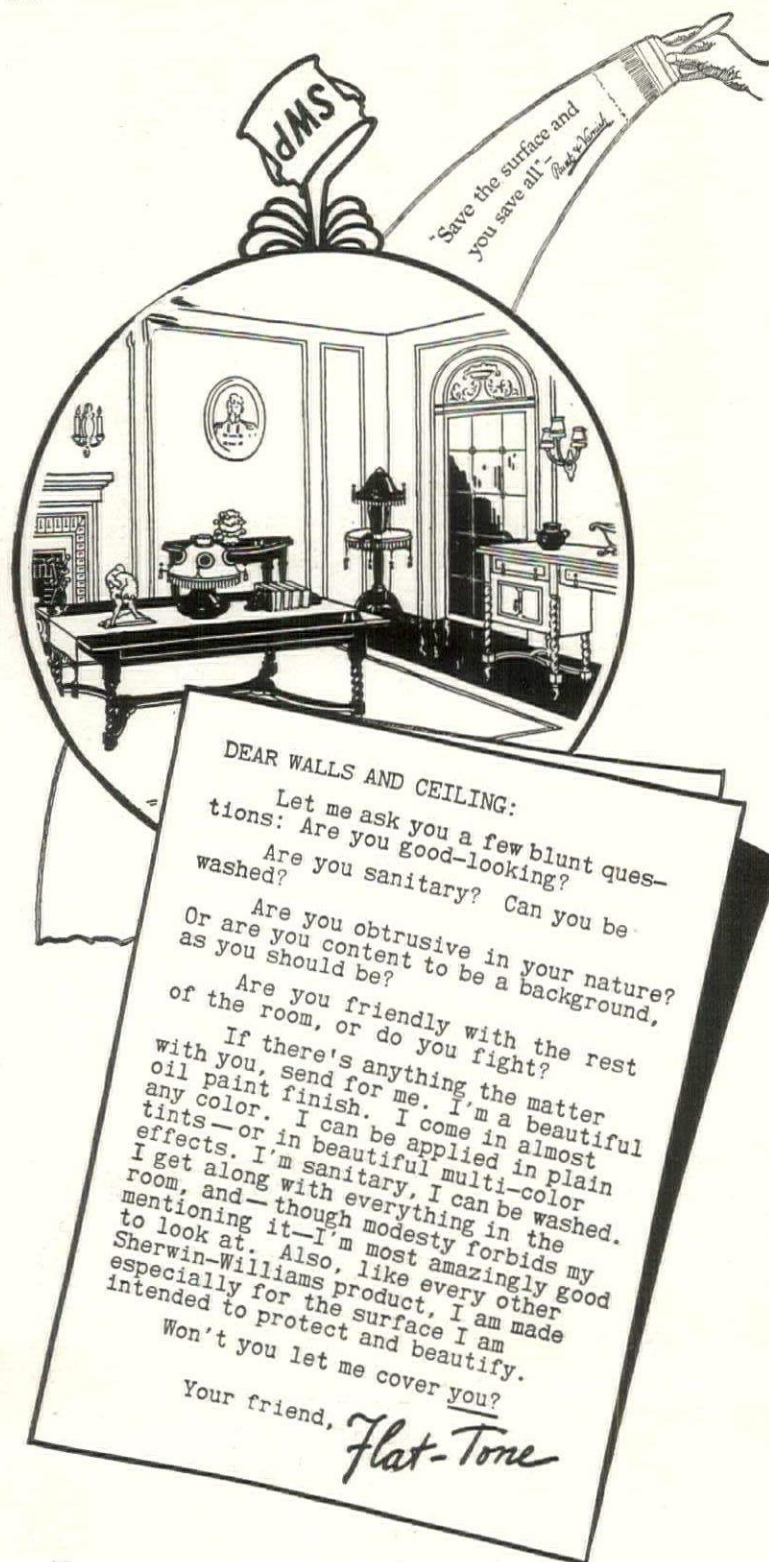 SWP
"Save the surface and
you save all"-
Paint & Varnish
DEAR WALLS AND CEILING:
Let me ask you a few blunt ques-
tions: Are you good-looking?
Are you sanitary? Can you be
washed?
Are you obtrusive in your nature?
Or are you content to be a background,
as you should be?
Are you friendly with the rest
of the room, or do you fight?
If there's anything the matter
with you, send for me. I'm a beautiful
oil paint finish. I come in almost
any color. I can be applied in plain
tints—or in beautiful multi-color
effects. I'm sanitary, I can be washed.
I get along with everything in the
room, and—though modesty forbids my
mentioning it—I'm most amazingly good
to look at. Also, like every other
Sherwin-Williams product, I am made
especially for the surface I am
intended to protect and beautify.
Won't you let me cover you?
Your friend,
Flat-Tone